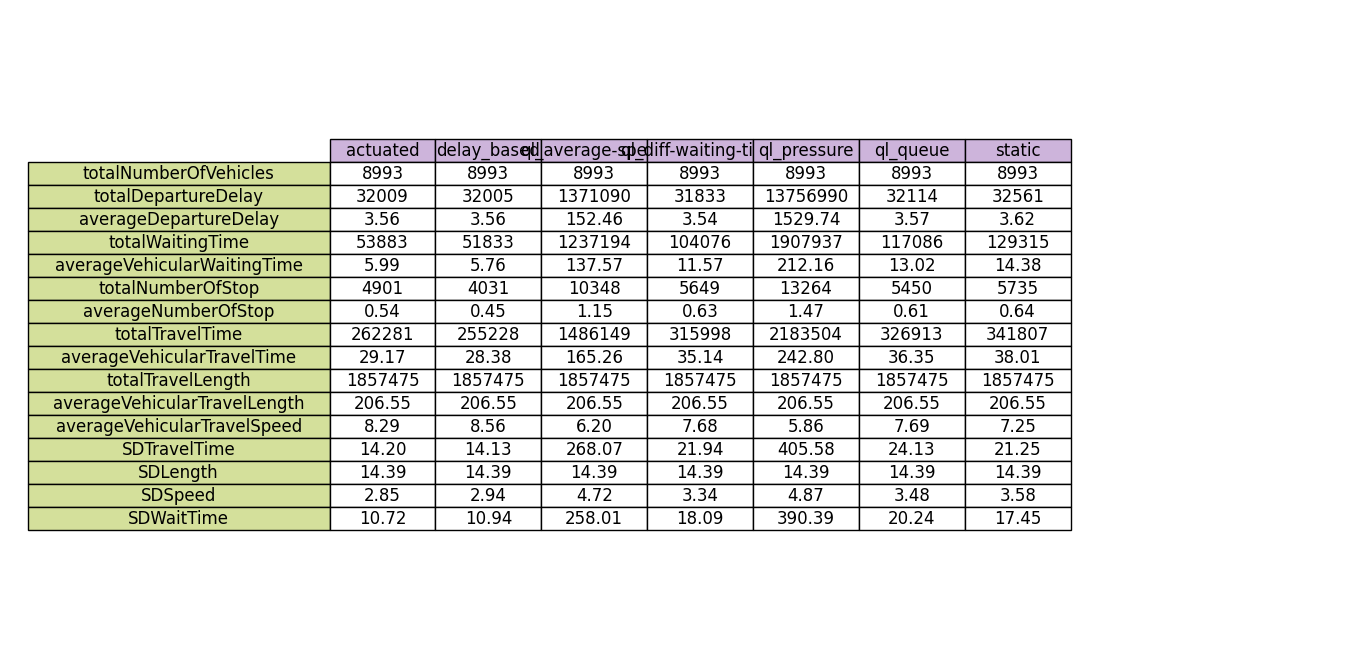 actuated delay_based ql_average-spe ql_diff-waiting-ti ql_pressure ql_queue static
totalNumberOfVehicles 8993 8993 8993 8993 8993 8993 8993
totalDepartureDelay 32009 32005 1371090 31833 13756990 32114 32561
averageDepartureDelay 3.56 3.56 152.46 3.54 1529.74 3.57 3.62
totalWaitingTime 53883 51833 1237194 104076 1907937 117086 129315
averageVehicularWaitingTime 5.99 5.76 137.57 11.57 212.16 13.02 14.38
totalNumberOfStop 4901 4031 10348 5649 13264 5450 5735
averageNumberOfStop 0.54 0.45 1.15 0.63 1.47 0.61 0.64
totalTravelTime 262281 255228 1486149 315998 2183504 326913 341807
averageVehicularTravelTime 29.17 28.38 165.26 35.14 242.80 36.35 38.01
totalTravelLength 1857475 1857475 1857475 1857475 1857475 1857475 1857475
averageVehicularTravelLength 206.55 206.55 206.55 206.55 206.55 206.55 206.55
averageVehicularTravelSpeed 8.29 8.56 6.20 7.68 5.86 7.69 7.25
SDTravelTime 14.20 14.13 268.07 21.94 405.58 24.13 21.25
SDLength 14.39 14.39 14.39 14.39 14.39 14.39 14.39
SDSpeed 2.85 2.94 4.72 3.34 4.87 3.48 3.58
SDWaitTime 10.72 10.94 258.01 18.09 390.39 20.24 17.45